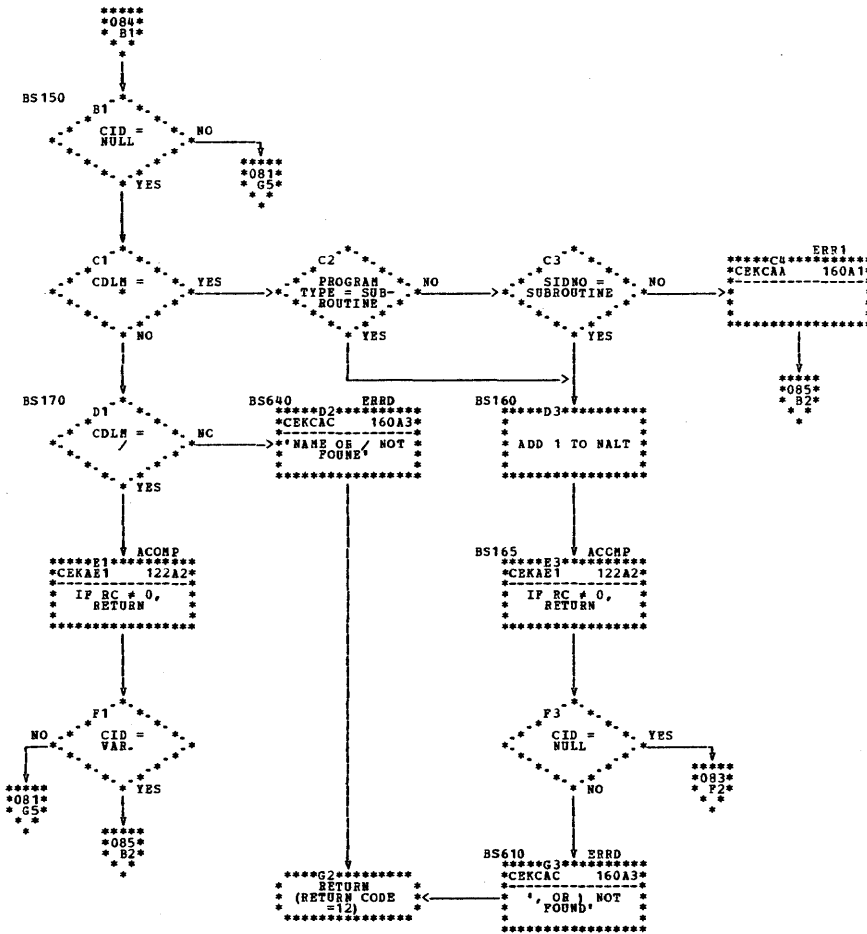 *084*
B1
BS150
B1
CID =
NULL
NO
*081*
G5
YES
C1
CDLM =
*
YES
C2
PROGRAM
TYPE = SUB-
ROUTINE
NO
C3
SIDNO =
SUBROUTINE
NO
ERR1
C4
CEKCAA 160A1
NO
YES
YES
*085*
B2
BS170
D1
CDLM =
/
NC
BS640
ERRD
D2
CEKCAC 160A3
'NAME OR / NOT
FOUNE'
BS160
D3
ADD 1 TO NALT
YES
ACOMP
E1
CEKAE1 122A2
IF RC ≠ 0,
RETURN
BS165
ACCMP
E3
CEKAE1 122A2
IF RC ≠ 0,
RETURN
F1
CID =
VAR.
NO
*081*
G5
YES
*085*
B2
F3
CID =
NULL
YES
*083*
F2
NO
G2
RETURN
(RETURN CODE
=12)
BS610
ERRD
G3
CEKCAC 160A3
', OR ) NOT
FOUND'